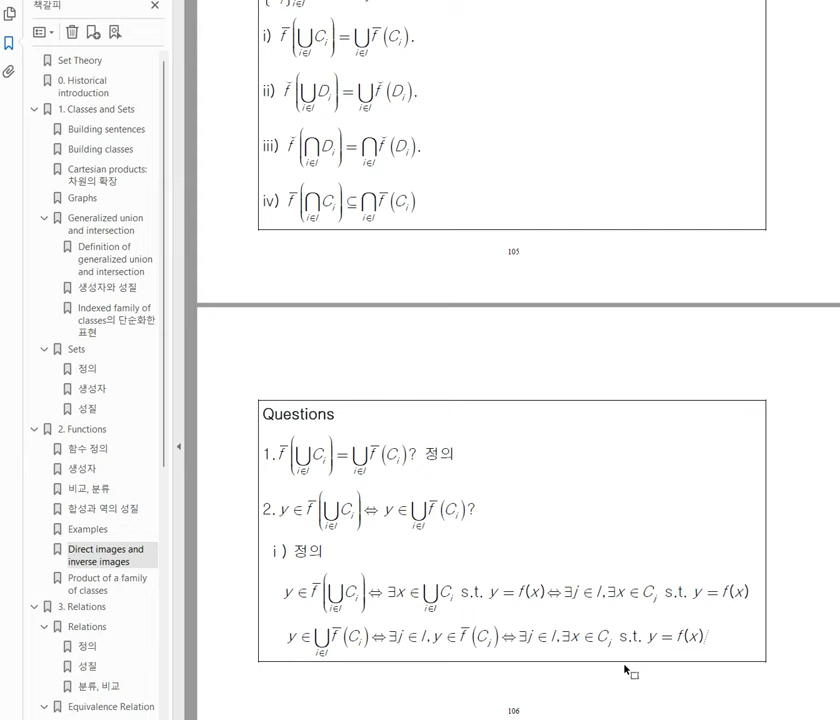 책갈피
Set Theory
0. Historical
introduction
1. Classes and Sets
Building sentences
Building classes
Cartesian products:
차원의 확장
Graphs
Generalized union
and intersection
Definition of
generalized union
and intersection
생성자와 성질
Indexed family of
classes의 단순화한
표현
Sets
정의
생성자
성질
2. Functions
함수 정의
생성자
비교, 분류
합성과 역의 성질
Examples
Direct images and
inverse images
Product of a family
of classes
3. Relations
Relations
정의
성질
분류, 비교
Equivalence Relation
i) f̄(⋃_{i∈I} C_i) = ⋃_{i∈I} f̄(C_i).
ii) f̌(⋃_{i∈I} D_i) = ⋃_{i∈I} f̌(D_i).
iii) f̌(⋂_{i∈I} D_i) = ⋂_{i∈I} f̌(D_i).
iv) f̄(⋂_{i∈I} C_i) ⊆ ⋂_{i∈I} f̄(C_i)
105
Questions
1. f̄(⋃_{i∈I} C_i) = ⋃_{i∈I} f̄(C_i)? 정의
2. y ∈ f̄(⋃_{i∈I} C_i) ⇔ y ∈ ⋃_{i∈I} f̄(C_i)?
i) 정의
y ∈ f̄(⋃_{i∈I} C_i) ⇔ ∃x ∈ ⋃_{i∈I} C_i s.t. y = f(x) ⇔ ∃j ∈ I, ∃x ∈ C_j s.t. y = f(x)
y ∈ ⋃_{i∈I} f̄(C_i) ⇔ ∃j ∈ I, y ∈ f̄(C_j) ⇔ ∃j ∈ I, ∃x ∈ C_j s.t. y = f(x)
106